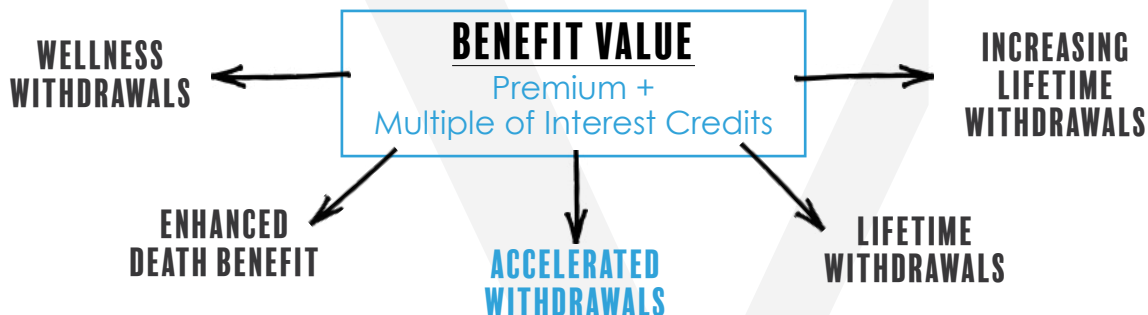 BENEFIT VALUE
Premium +
Multiple of Interest Credits
WELLNESS
WITHDRAWALS
INCREASING
LIFETIME
WITHDRAWALS
ENHANCED
DEATH BENEFIT
ACCELERATED
WITHDRAWALS
LIFETIME
WITHDRAWALS